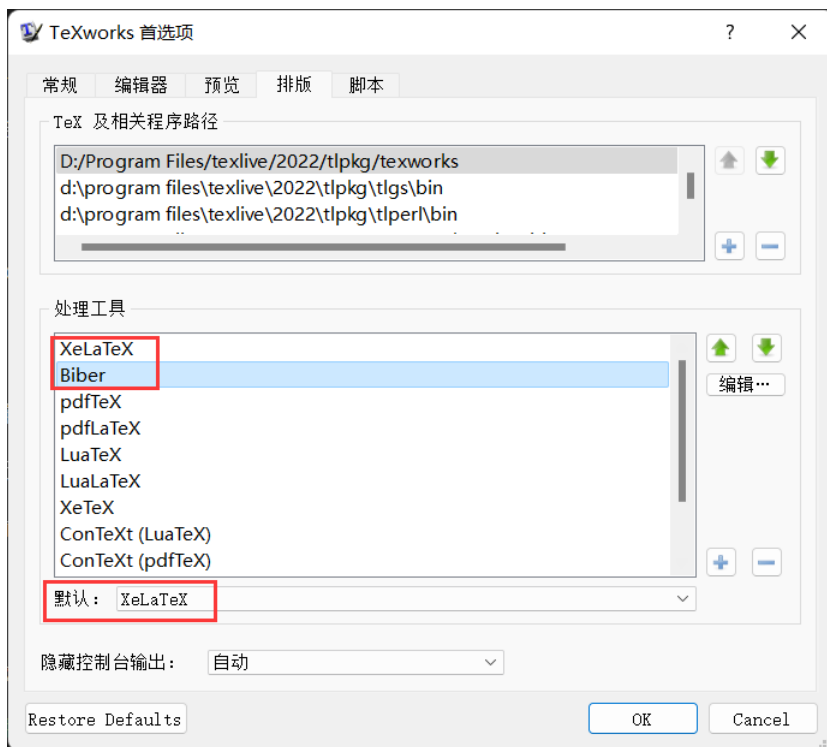 TeXworks 首选项 ?
常规 编辑器 预览 排版 脚本
TeX 及相关程序路径
D:/Program Files/texlive/2022/tlpkg/texworks
d:\program files\texlive\2022\tlpkg\tlgs\bin
d:\program files\texlive\2022\tlpkg\tlperl\bin
处理工具
XeLaTeX
Biber
编辑…
pdfTeX
pdfLaTeX
LuaTeX
LuaLaTeX
XeTeX
ConTeXt (LuaTeX)
ConTeXt (pdfTeX)
默认： XeLaTeX
隐藏控制台输出： 自动
Restore Defaults OK Cancel